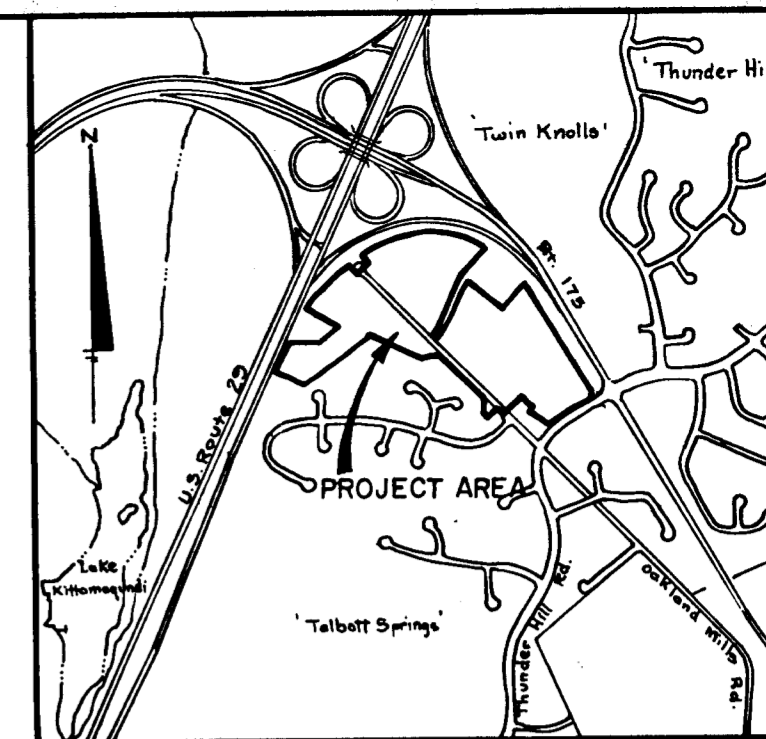 'Thunder Hi
'Twin Knolls'
N
Rt. 175
U.S. Route 29
PROJECT AREA
Lake
Kittamaqundi
'Talbott Springs'
Thunder Hill Rd.
Oakland Mills Rd.